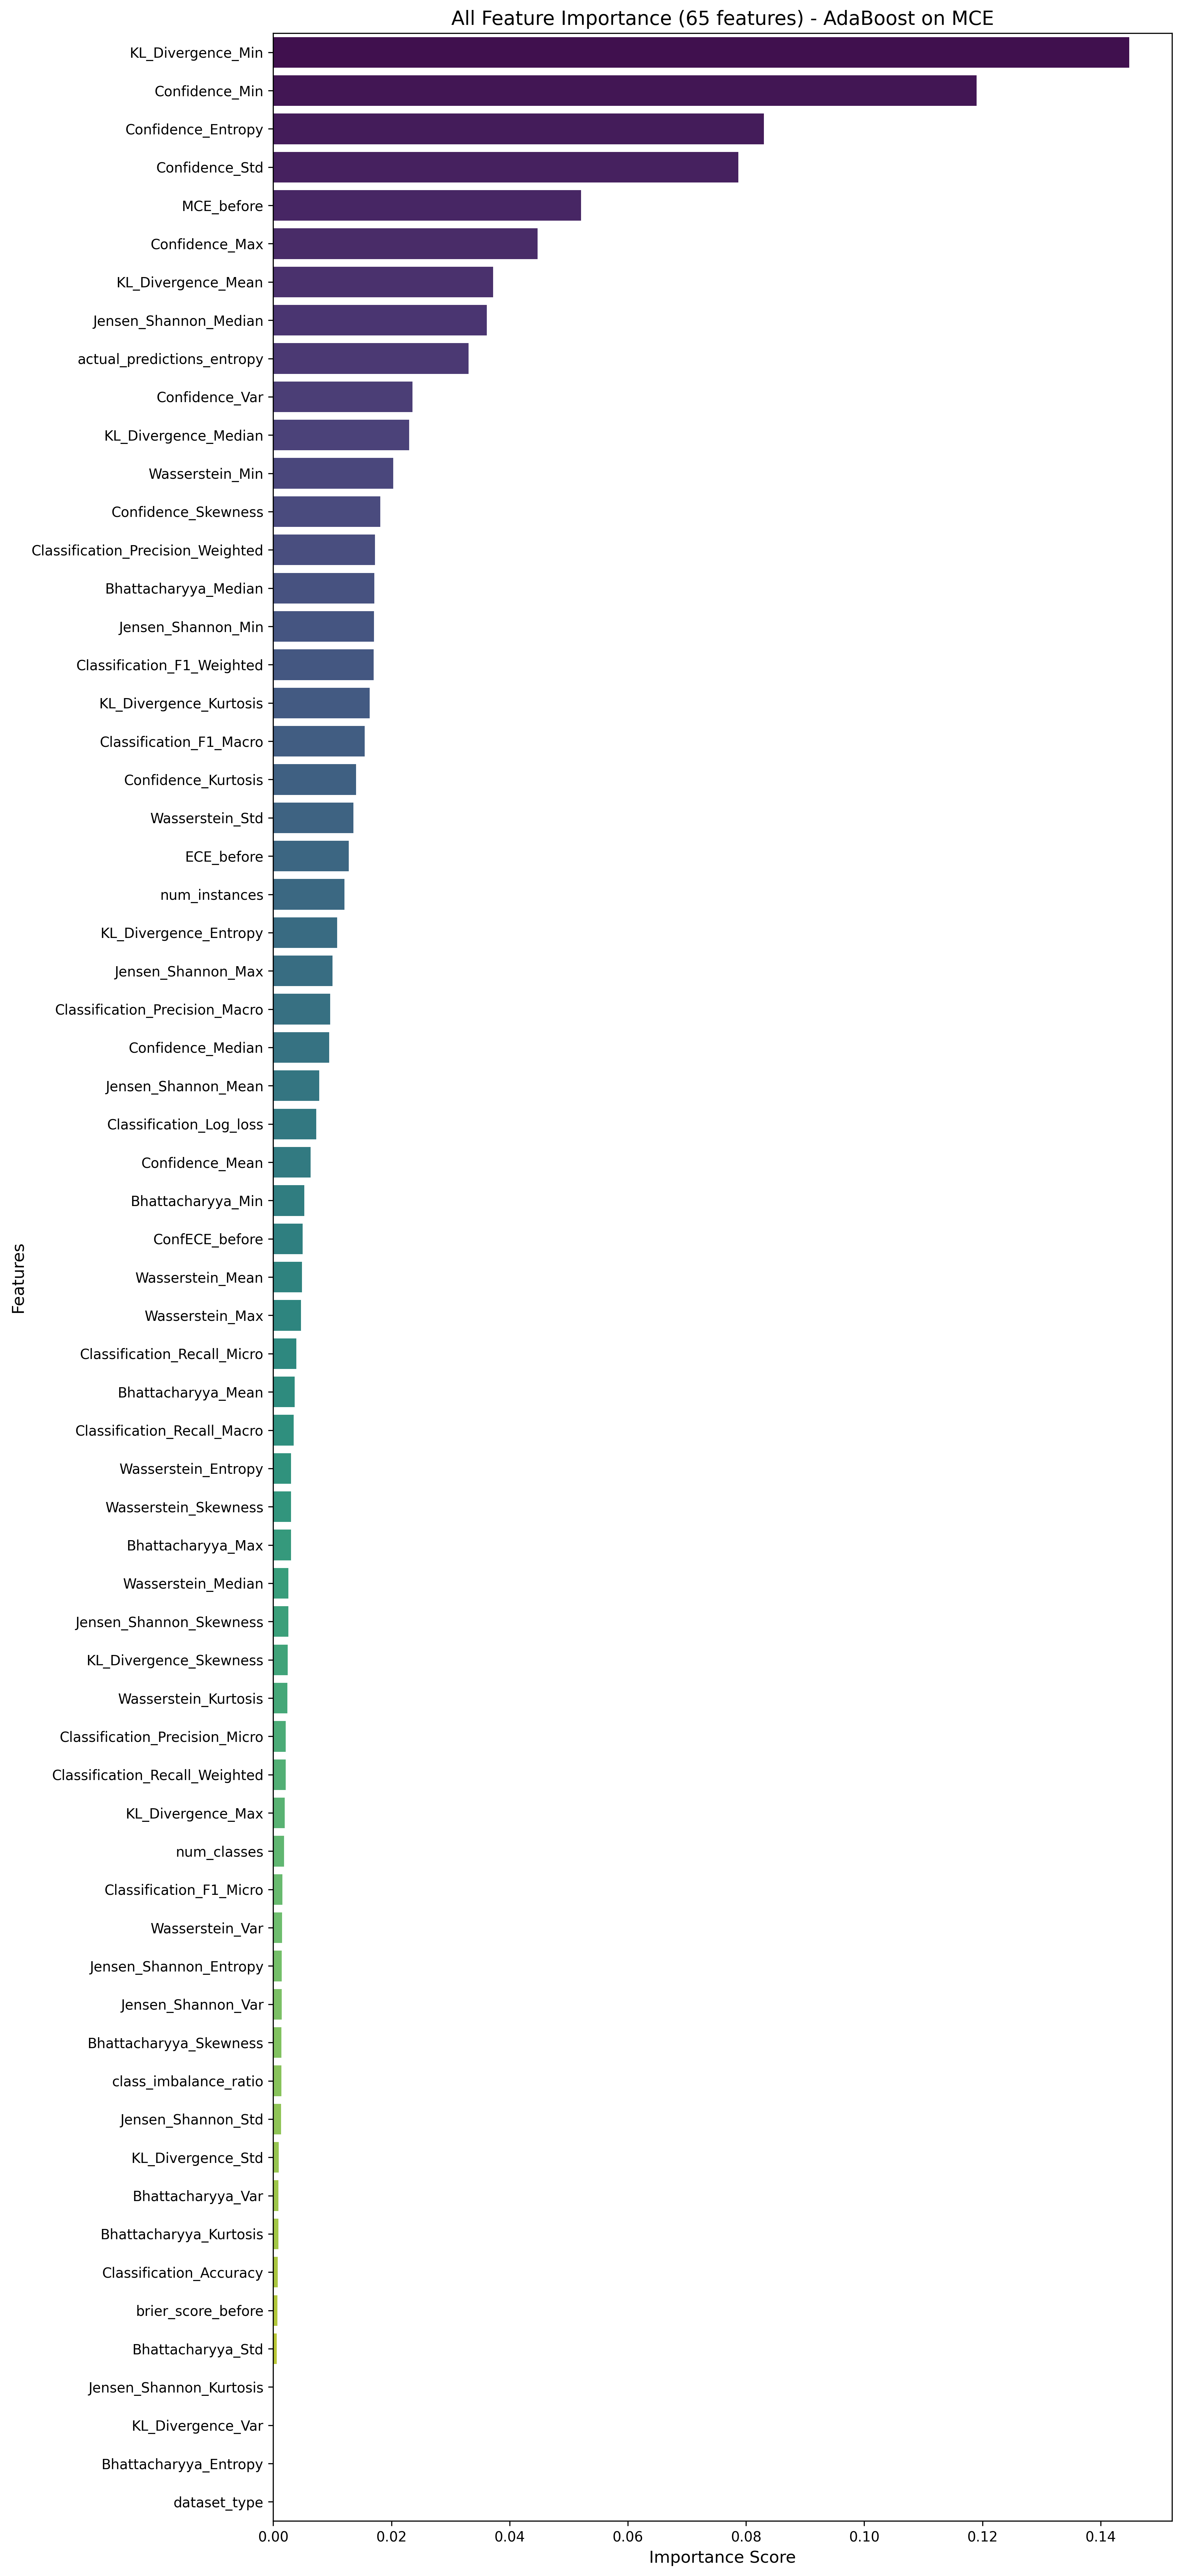 All Feature Importance (65 features) - AdaBoost on MCE
KL_Divergence_Min
Confidence_Min
Confidence_Entropy
Confidence_Std
MCE_before
Confidence_Max
KL_Divergence_Mean
Jensen_Shannon_Median
actual_predictions_entropy
Confidence_Var
KL_Divergence_Median
Wasserstein_Min
Confidence_Skewness
Classification_Precision_Weighted
Bhattacharyya_Median
Jensen_Shannon_Min
Classification_F1_Weighted
KL_Divergence_Kurtosis
Classification_F1_Macro
Confidence_Kurtosis
Wasserstein_Std
ECE_before
num_instances
KL_Divergence_Entropy
Jensen_Shannon_Max
Classification_Precision_Macro
Confidence_Median
Jensen_Shannon_Mean
Classification_Log_loss
Confidence_Mean
Bhattacharyya_Min
ConfECE_before
Wasserstein_Mean
Wasserstein_Max
Classification_Recall_Micro
Bhattacharyya_Mean
Classification_Recall_Macro
Wasserstein_Entropy
Wasserstein_Skewness
Bhattacharyya_Max
Wasserstein_Median
Jensen_Shannon_Skewness
KL_Divergence_Skewness
Wasserstein_Kurtosis
Classification_Precision_Micro
Classification_Recall_Weighted
KL_Divergence_Max
num_classes
Classification_F1_Micro
Wasserstein_Var
Jensen_Shannon_Entropy
Jensen_Shannon_Var
Bhattacharyya_Skewness
class_imbalance_ratio
Jensen_Shannon_Std
KL_Divergence_Std
Bhattacharyya_Var
Bhattacharyya_Kurtosis
Classification_Accuracy
brier_score_before
Bhattacharyya_Std
Jensen_Shannon_Kurtosis
KL_Divergence_Var
Bhattacharyya_Entropy
dataset_type
Features
0.00 0.02 0.04 0.06 0.08 0.10 0.12 0.14
Importance Score